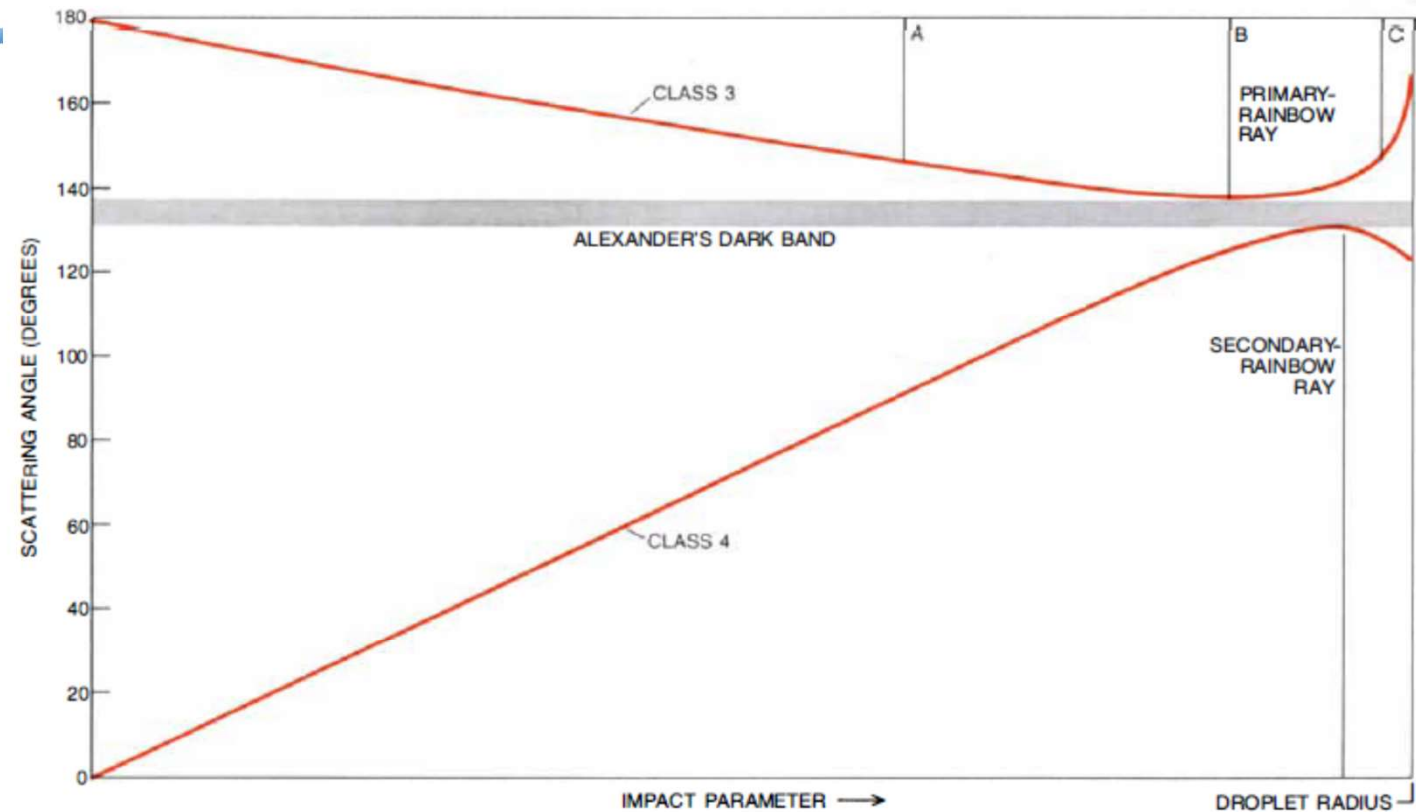 180
160
140
120
100
80
60
40
20
0
SCATTERING ANGLE (DEGREES)
CLASS 3
A
B
C
PRIMARY-
RAINBOW
RAY
ALEXANDER'S DARK BAND
SECONDARY-
RAINBOW
RAY
CLASS 4
IMPACT PARAMETER
DROPLET RADIUS